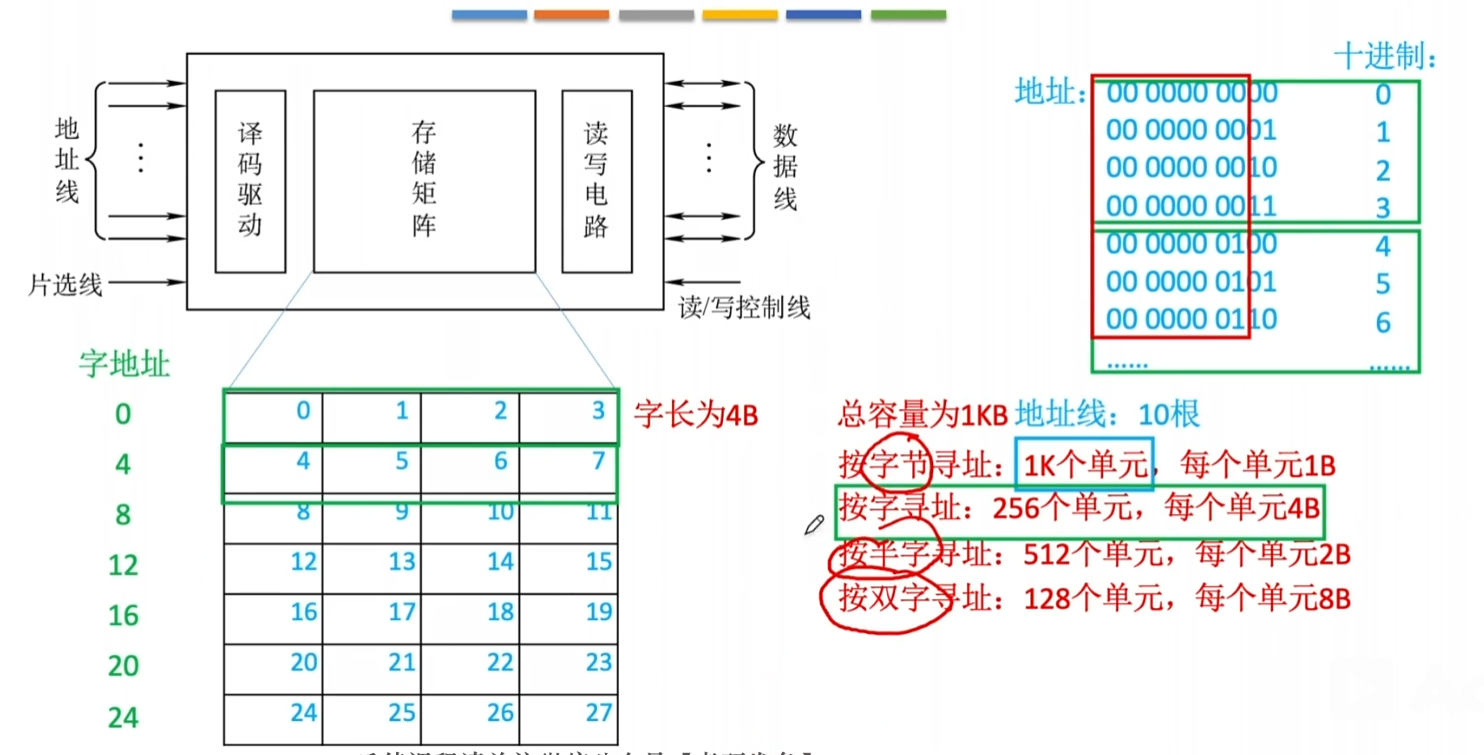 十进制：
地址： 00 0000 0000 0
00 0000 0001 1
00 0000 0010 2
00 0000 0011 3
00 0000 0100 4
00 0000 0101 5
00 0000 0110 6
…… ……
地址线
译码驱动
存储矩阵
读写电路
数据线
片选线
读/写控制线
字地址
0 0 1 2 3 字长为4B
4 4 5 6 7
8 8 9 10 11
12 12 13 14 15
16 16 17 18 19
20 20 21 22 23
24 24 25 26 27
总容量为1KB 地址线：10根
按字节寻址：1K个单元，每个单元1B
按字寻址：256个单元，每个单元4B
按半字寻址：512个单元，每个单元2B
按双字寻址：128个单元，每个单元8B